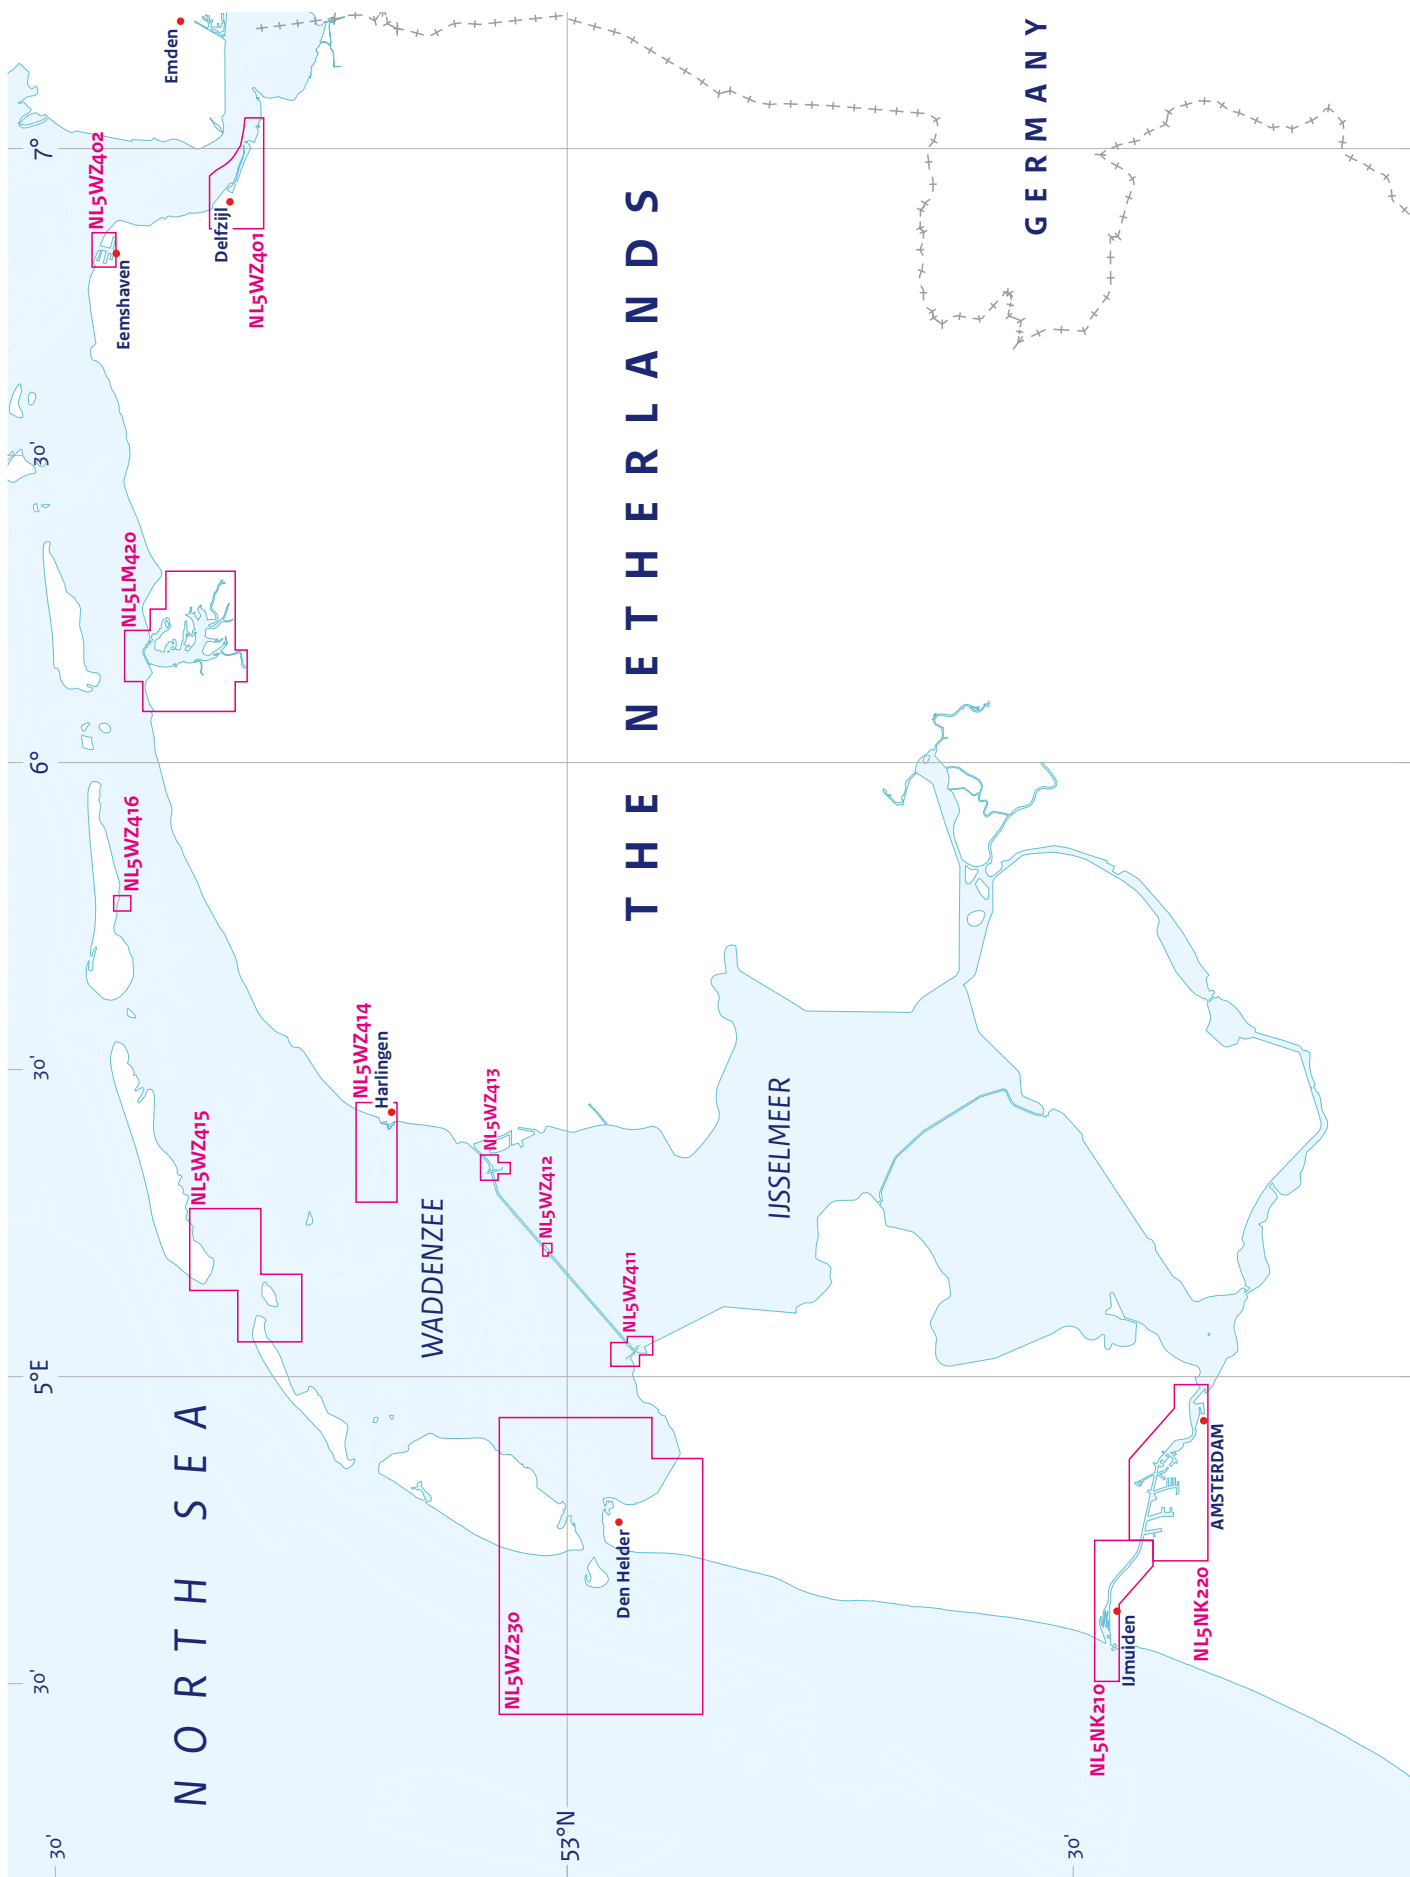 30'
5°E
30'
6°
30'
7°
30'
53°N
30'
NORTH SEA
WADDENZEE
IJSSELMEER
THE NETHERLANDS
GERMANY
Emden
Eemshaven
Delfzijl
Harlingen
Den Helder
IJmuiden
AMSTERDAM
NL5WZ402
NL5WZ401
NL5LM420
NL5WZ416
NL5WZ415
NL5WZ414
NL5WZ413
NL5WZ412
NL5WZ411
NL5WZ230
NL5NK210
NL5NK220